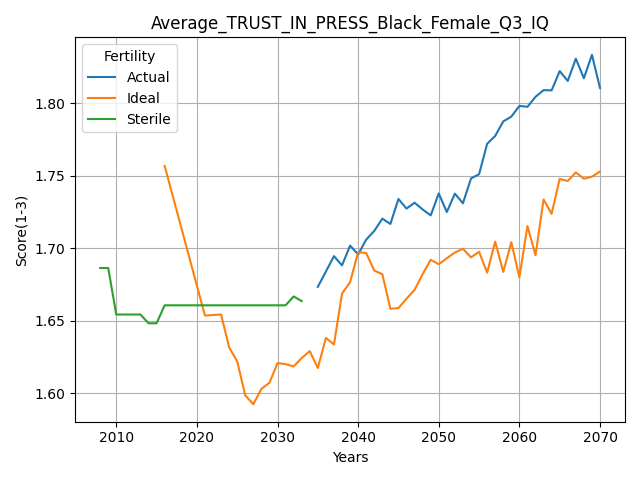 Average_TRUST_IN_PRESS_Black_Female_Q3_IQ
Fertility
Actual
Ideal
Sterile
Score(1-3)
1.80
1.75
1.70
1.65
1.60
2010 2020 2030 2040 2050 2060 2070
Years